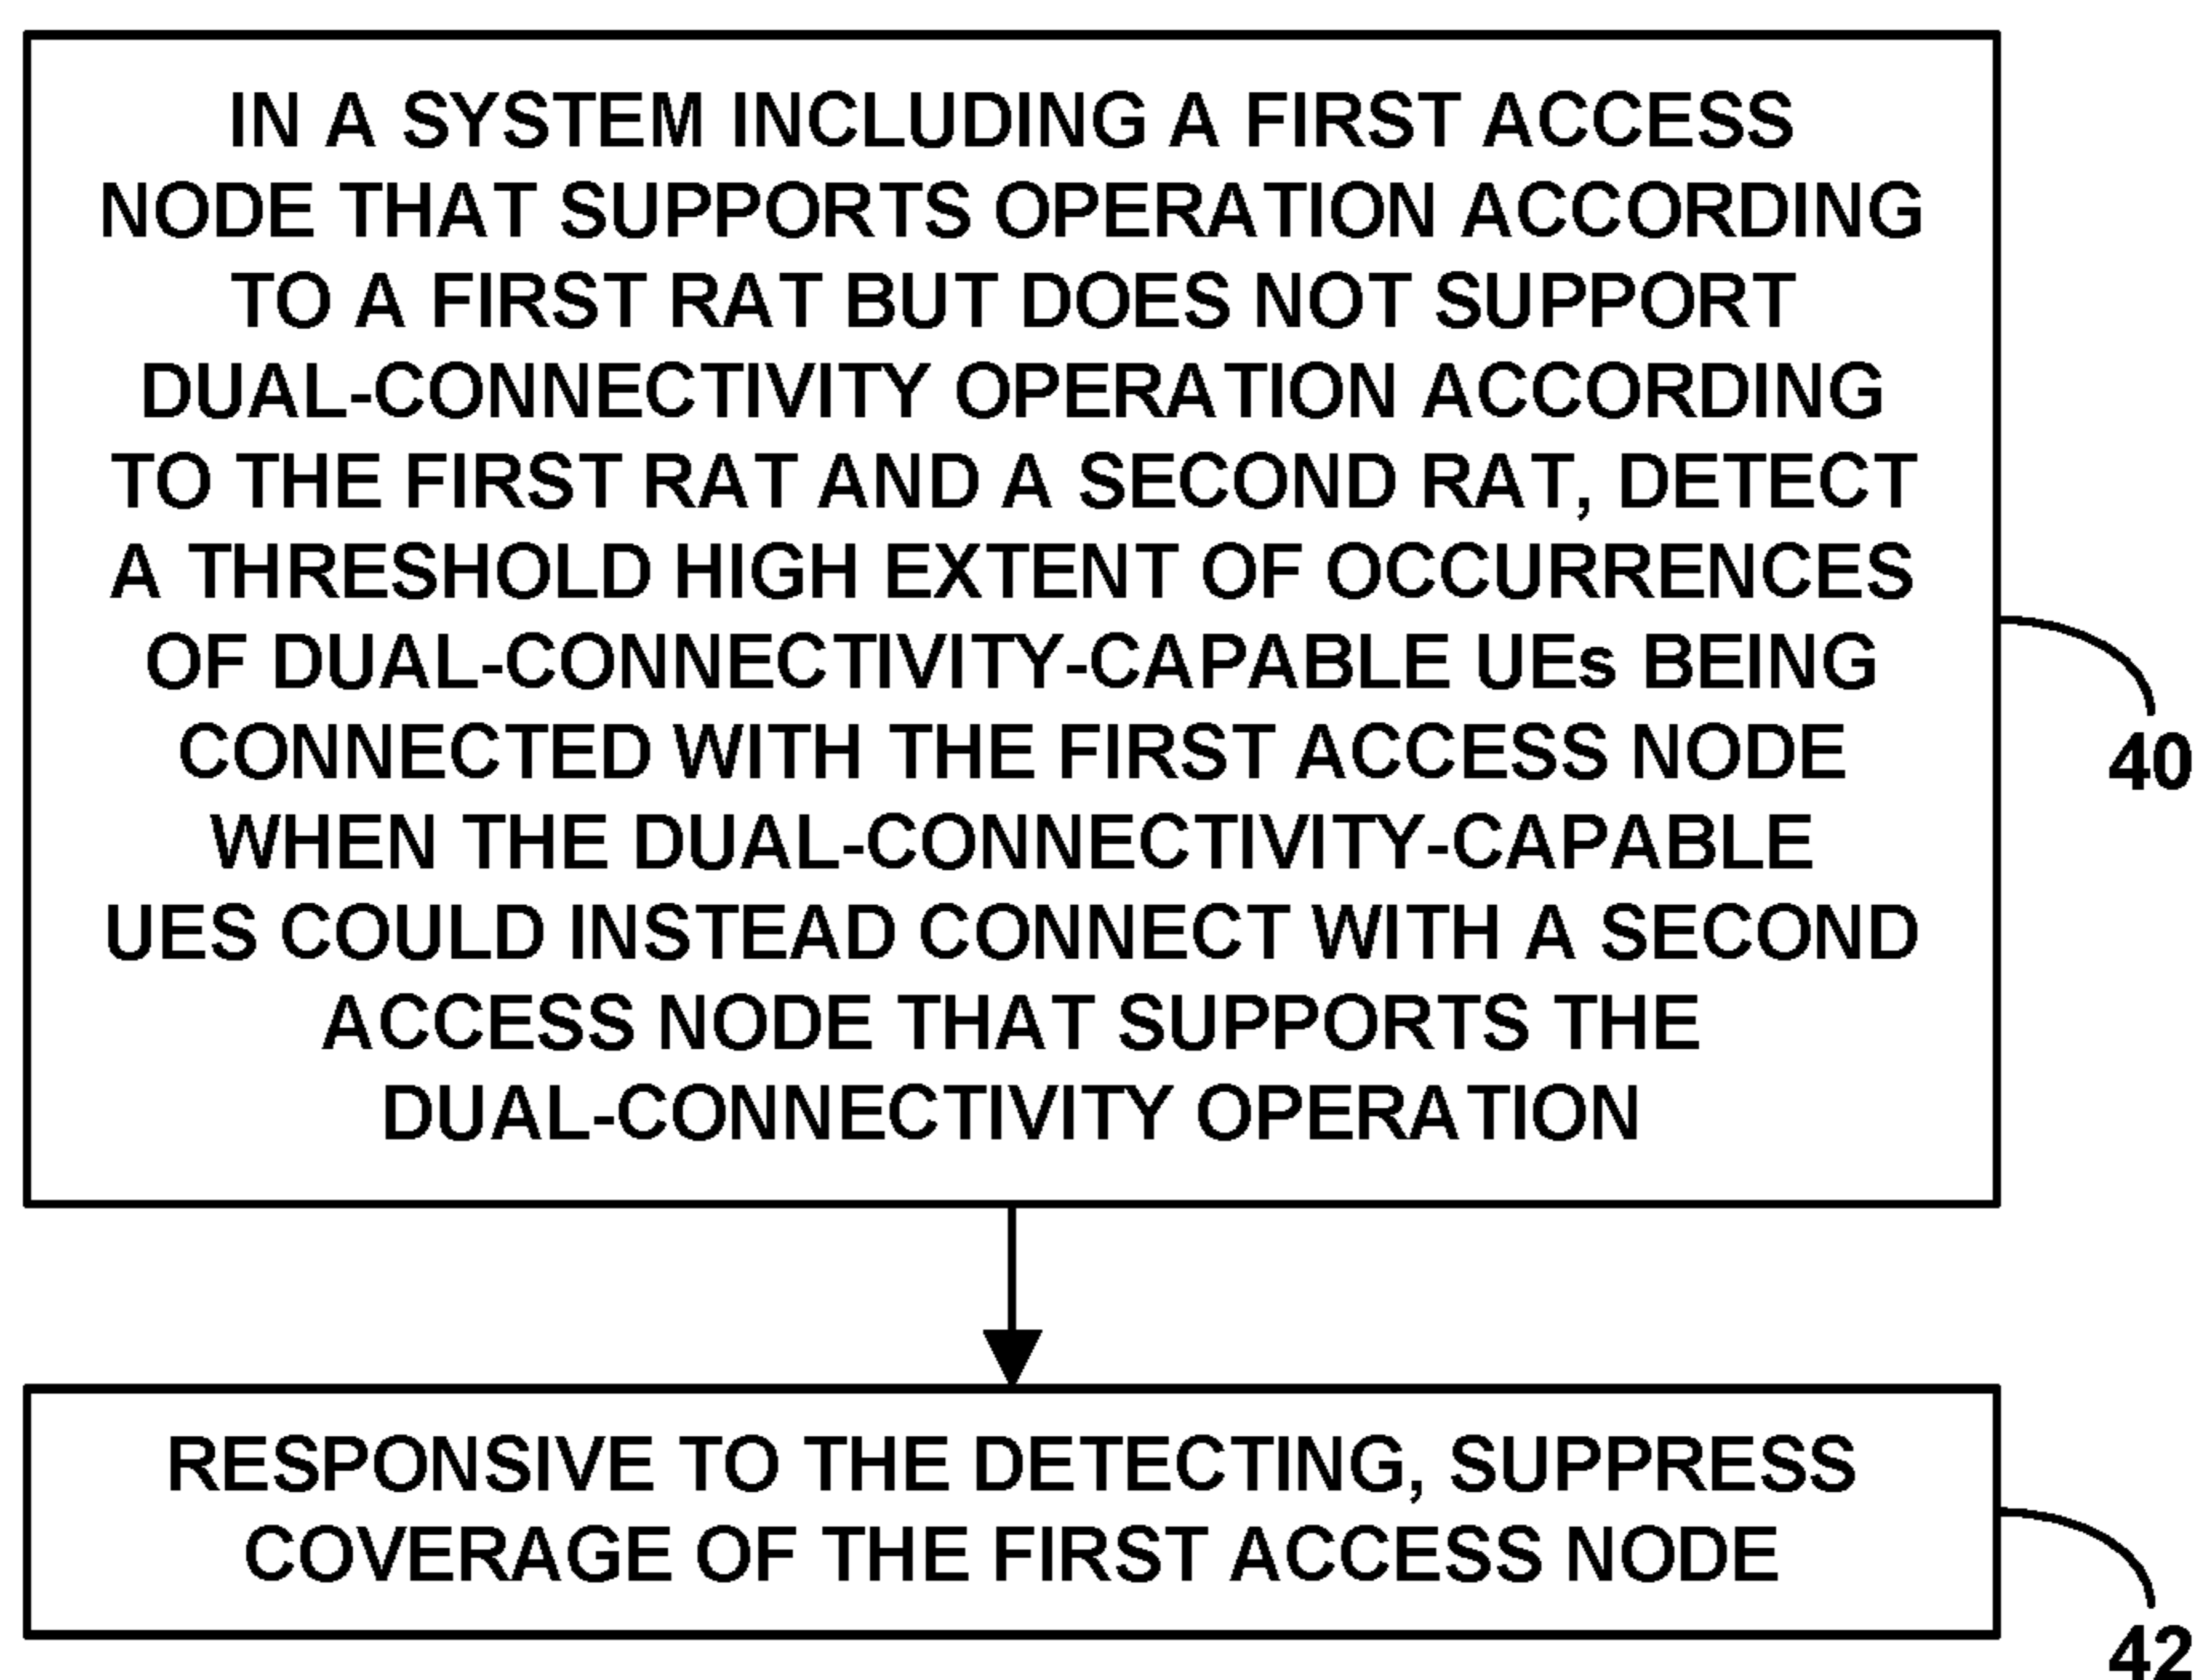 IN A SYSTEM INCLUDING A FIRST ACCESS
NODE THAT SUPPORTS OPERATION ACCORDING
TO A FIRST RAT BUT DOES NOT SUPPORT
DUAL-CONNECTIVITY OPERATION ACCORDING
TO THE FIRST RAT AND A SECOND RAT, DETECT
A THRESHOLD HIGH EXTENT OF OCCURRENCES
OF DUAL-CONNECTIVITY-CAPABLE UEs BEING
CONNECTED WITH THE FIRST ACCESS NODE
WHEN THE DUAL-CONNECTIVITY-CAPABLE
UES COULD INSTEAD CONNECT WITH A SECOND
ACCESS NODE THAT SUPPORTS THE
DUAL-CONNECTIVITY OPERATION
40
RESPONSIVE TO THE DETECTING, SUPPRESS
COVERAGE OF THE FIRST ACCESS NODE
42